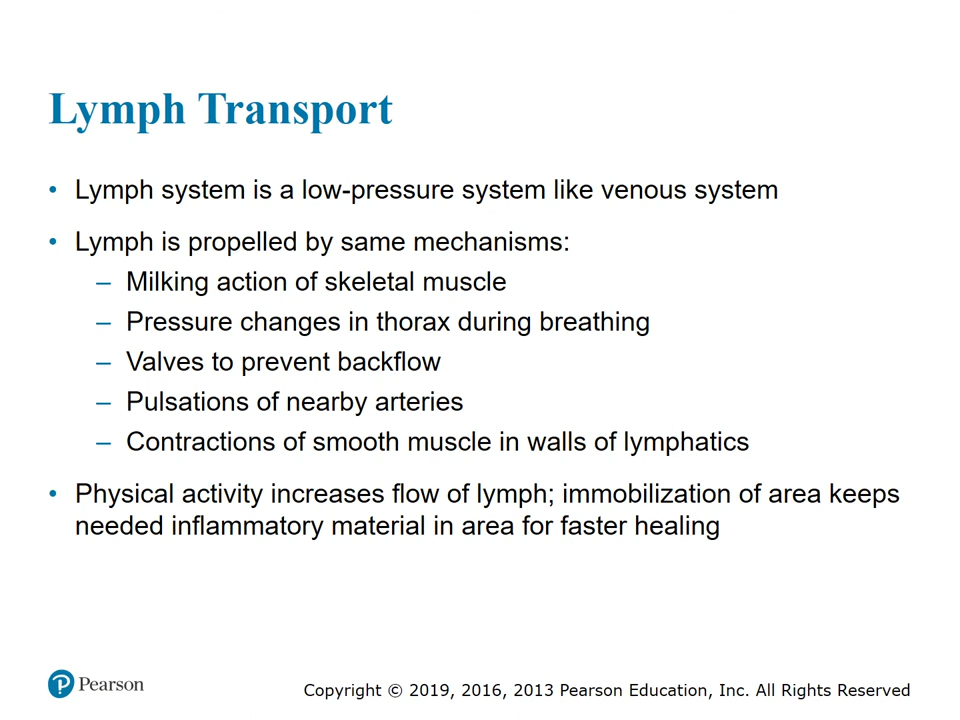 Lymph Transport
• Lymph system is a low-pressure system like venous system
• Lymph is propelled by same mechanisms:
– Milking action of skeletal muscle
– Pressure changes in thorax during breathing
– Valves to prevent backflow
– Pulsations of nearby arteries
– Contractions of smooth muscle in walls of lymphatics
• Physical activity increases flow of lymph; immobilization of area keeps
needed inflammatory material in area for faster healing
Pearson
Copyright © 2019, 2016, 2013 Pearson Education, Inc. All Rights Reserved